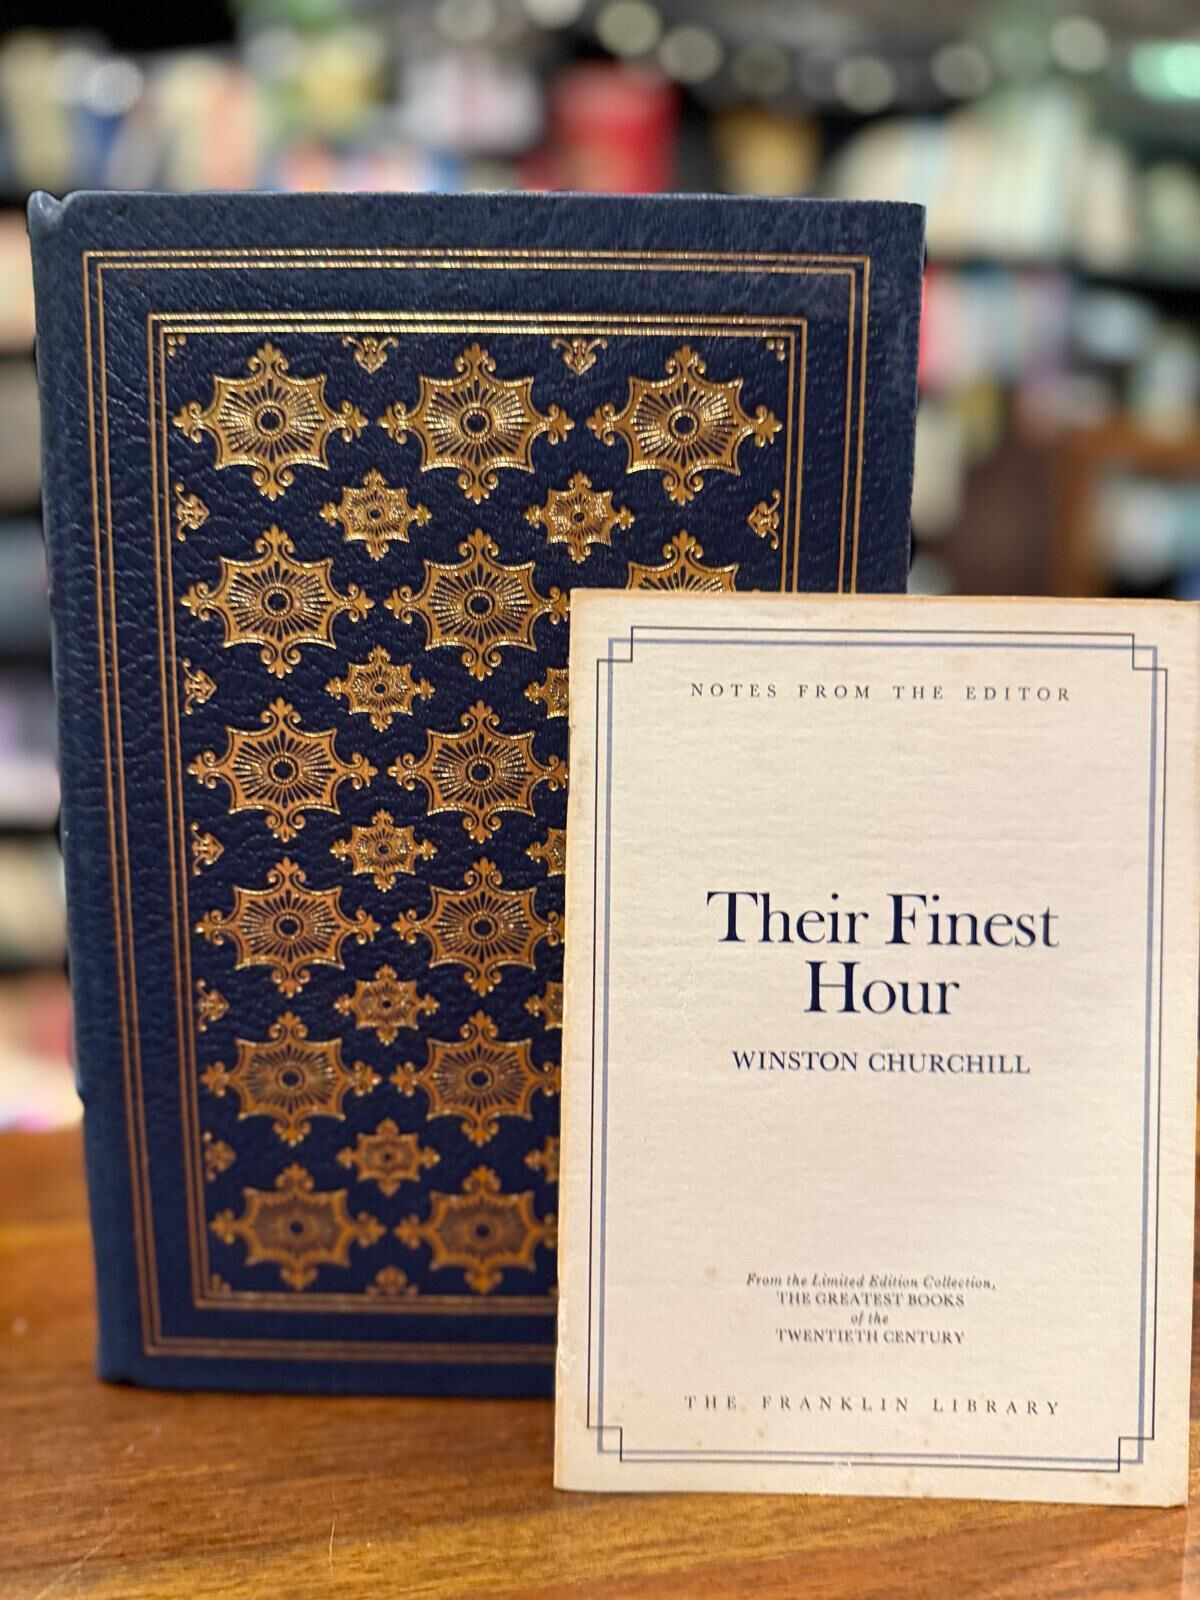 NOTES FROM THE EDITOR
Their Finest
Hour
WINSTON CHURCHILL
From the Limited Edition Collection,
THE GREATEST BOOKS
of the
TWENTIETH CENTURY
THE FRANKLIN LIBRARY